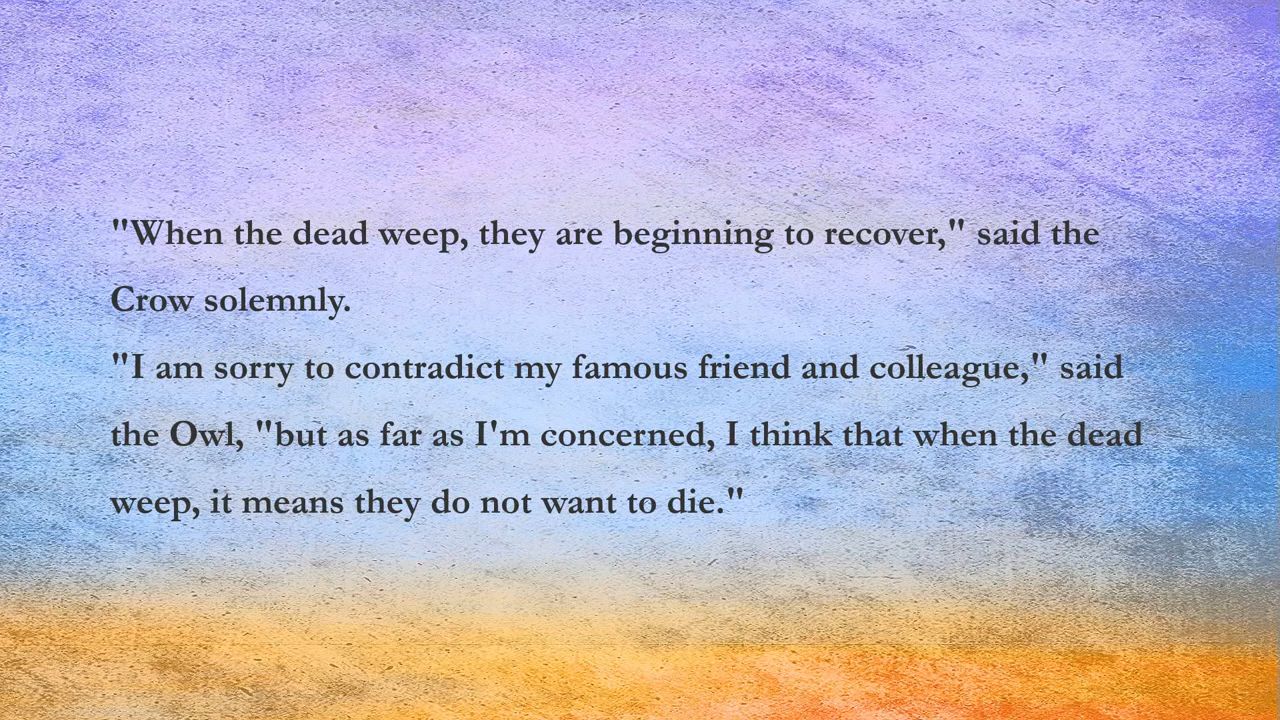 "When the dead weep, they are beginning to recover," said the
Crow solemnly.
"I am sorry to contradict my famous friend and colleague," said
the Owl, "but as far as I'm concerned, I think that when the dead
weep, it means they do not want to die."